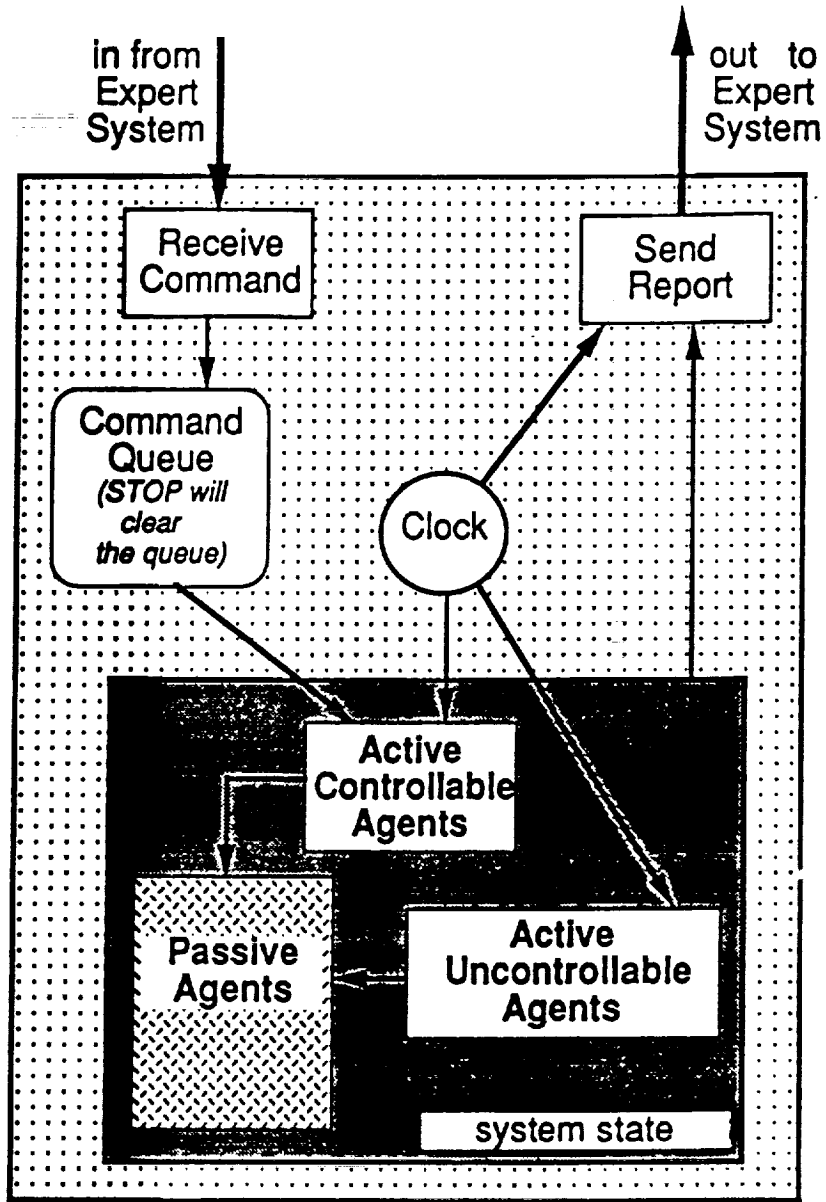 in from
Expert
System
out to
Expert
System
Receive
Command
Send
Report
Command
Queue
(STOP will
clear
the queue)
Clock
Active
Controllable
Agents
Passive
Agents
Active
Uncontrollable
Agents
system state